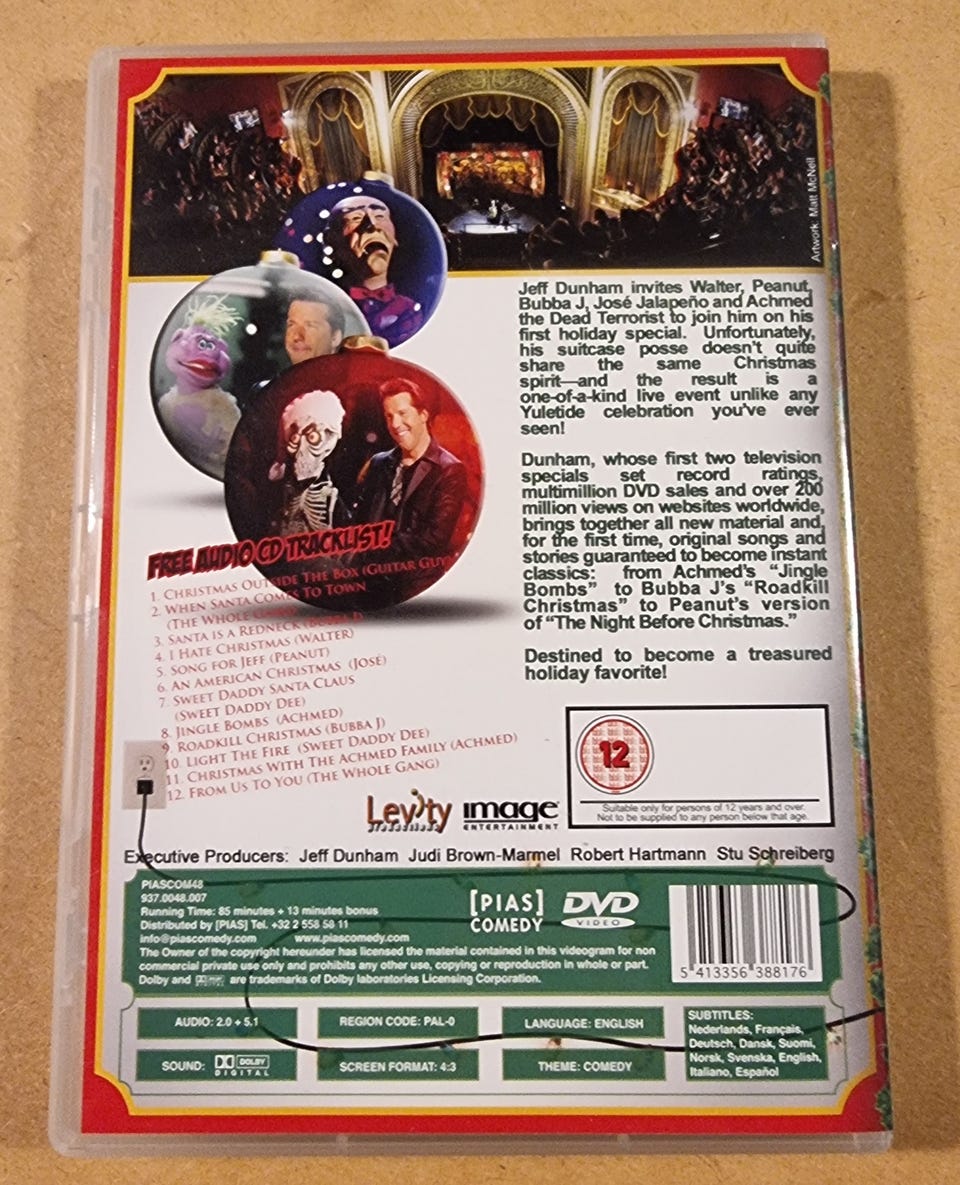 Artwork: Matt McNeil
Jeff Dunham invites Walter, Peanut,
Bubba J, José Jalapeño and Achmed
the Dead Terrorist to join him on his
first holiday special. Unfortunately,
his suitcase posse doesn't quite
share the same Christmas
spirit—and the result is a
one-of-a-kind live event unlike any
Yuletide celebration you've ever
seen!
Dunham, whose first two television
specials set record ratings,
multimillion DVD sales and over 200
million views on websites worldwide,
brings together all new material and,
for the first time, original songs and
stories guaranteed to become instant
classics: from Achmed's “Jingle
Bombs” to Bubba J's “Roadkill
Christmas” to Peanut's version
of “The Night Before Christmas.”
Destined to become a treasured
holiday favorite!
FREE AUDIO CD TRACKLIST!
1. Christmas Outside The Box (Guitar Guy)
2. When Santa Comes To Town
(The Whole Gang)
3. Santa is a Redneck (Bubba J)
4. I Hate Christmas (Walter)
5. Song for Jeff (Peanut)
6. An American Christmas (José)
7. Sweet Daddy Santa Claus
(Sweet Daddy Dee)
8. Jingle Bombs (Achmed)
9. Roadkill Christmas (Bubba J)
10. Light The Fire (Sweet Daddy Dee)
11. Christmas With The Achmed Family (Achmed)
12. From Us To You (The Whole Gang)
Levity
productions
image
ENTERTAINMENT
12
Suitable only for persons of 12 years and over.
Not to be supplied to any person below that age.
Executive Producers: Jeff Dunham Judi Brown-Marmel Robert Hartmann Stu Schreiberg
PIASCOM48
937.0048.007
Running Time: 85 minutes + 13 minutes bonus
Distributed by [PIAS] Tel. +32 2 558 58 11
info@piascomedy.com www.piascomedy.com
The Owner of the copyright hereunder has licensed the material contained in this videogram for non
commercial private use only and prohibits any other use, copying or reproduction in whole or part.
Dolby and DIGITAL are trademarks of Dolby laboratories Licensing Corporation.
[PIAS]
COMEDY
DVD
VIDEO
5 413356 388176
AUDIO: 2.0 + 5.1
REGION CODE: PAL-0
LANGUAGE: ENGLISH
SOUND: DOLBY
DIGITAL
SCREEN FORMAT: 4:3
THEME: COMEDY
SUBTITLES:
Nederlands, Français,
Deutsch, Dansk, Suomi,
Norsk, Svenska, English,
Italiano, Español